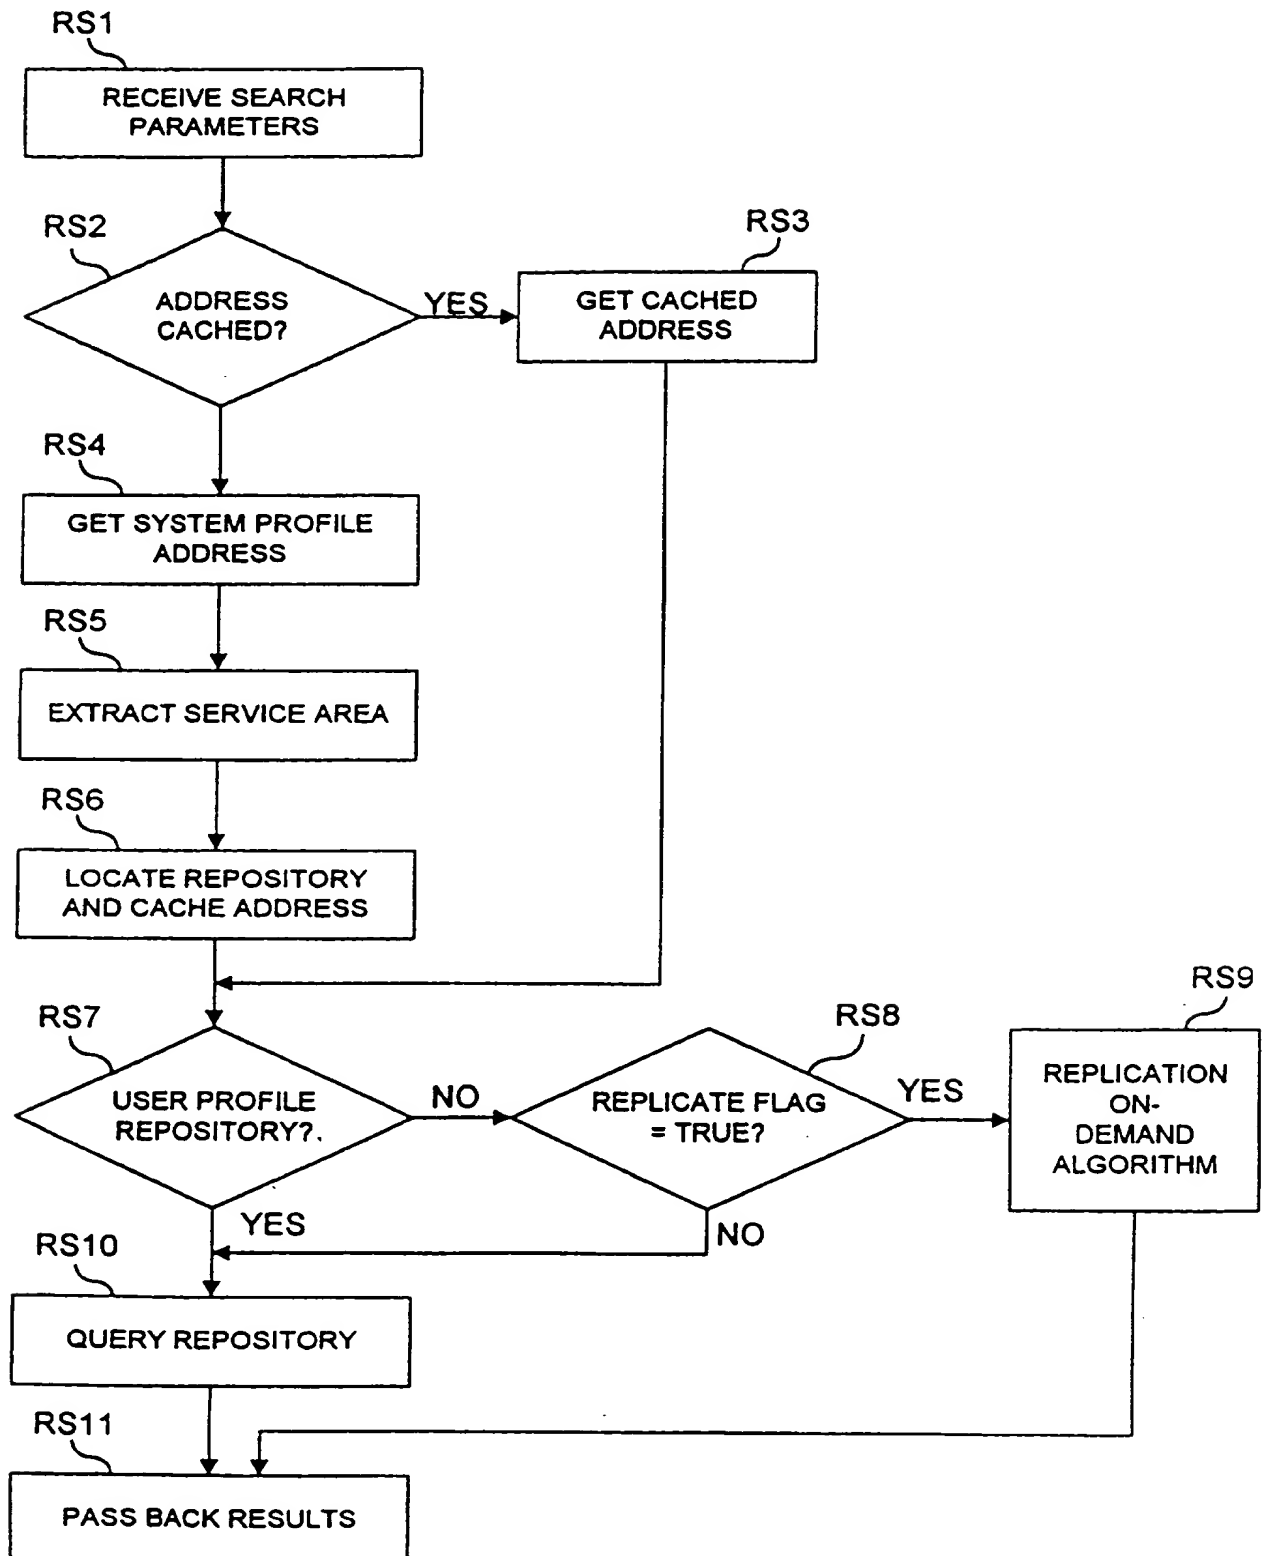 RS1
RECEIVE SEARCH
PARAMETERS
RS2
ADDRESS
CACHED?
YES
RS3
GET CACHED
ADDRESS
RS4
GET SYSTEM PROFILE
ADDRESS
RS5
EXTRACT SERVICE AREA
RS6
LOCATE REPOSITORY
AND CACHE ADDRESS
RS7
USER PROFILE
REPOSITORY?
NO
RS8
REPLICATE FLAG
= TRUE?
YES
RS9
REPLICATION
ON-
DEMAND
ALGORITHM
YES
NO
RS10
QUERY REPOSITORY
RS11
PASS BACK RESULTS